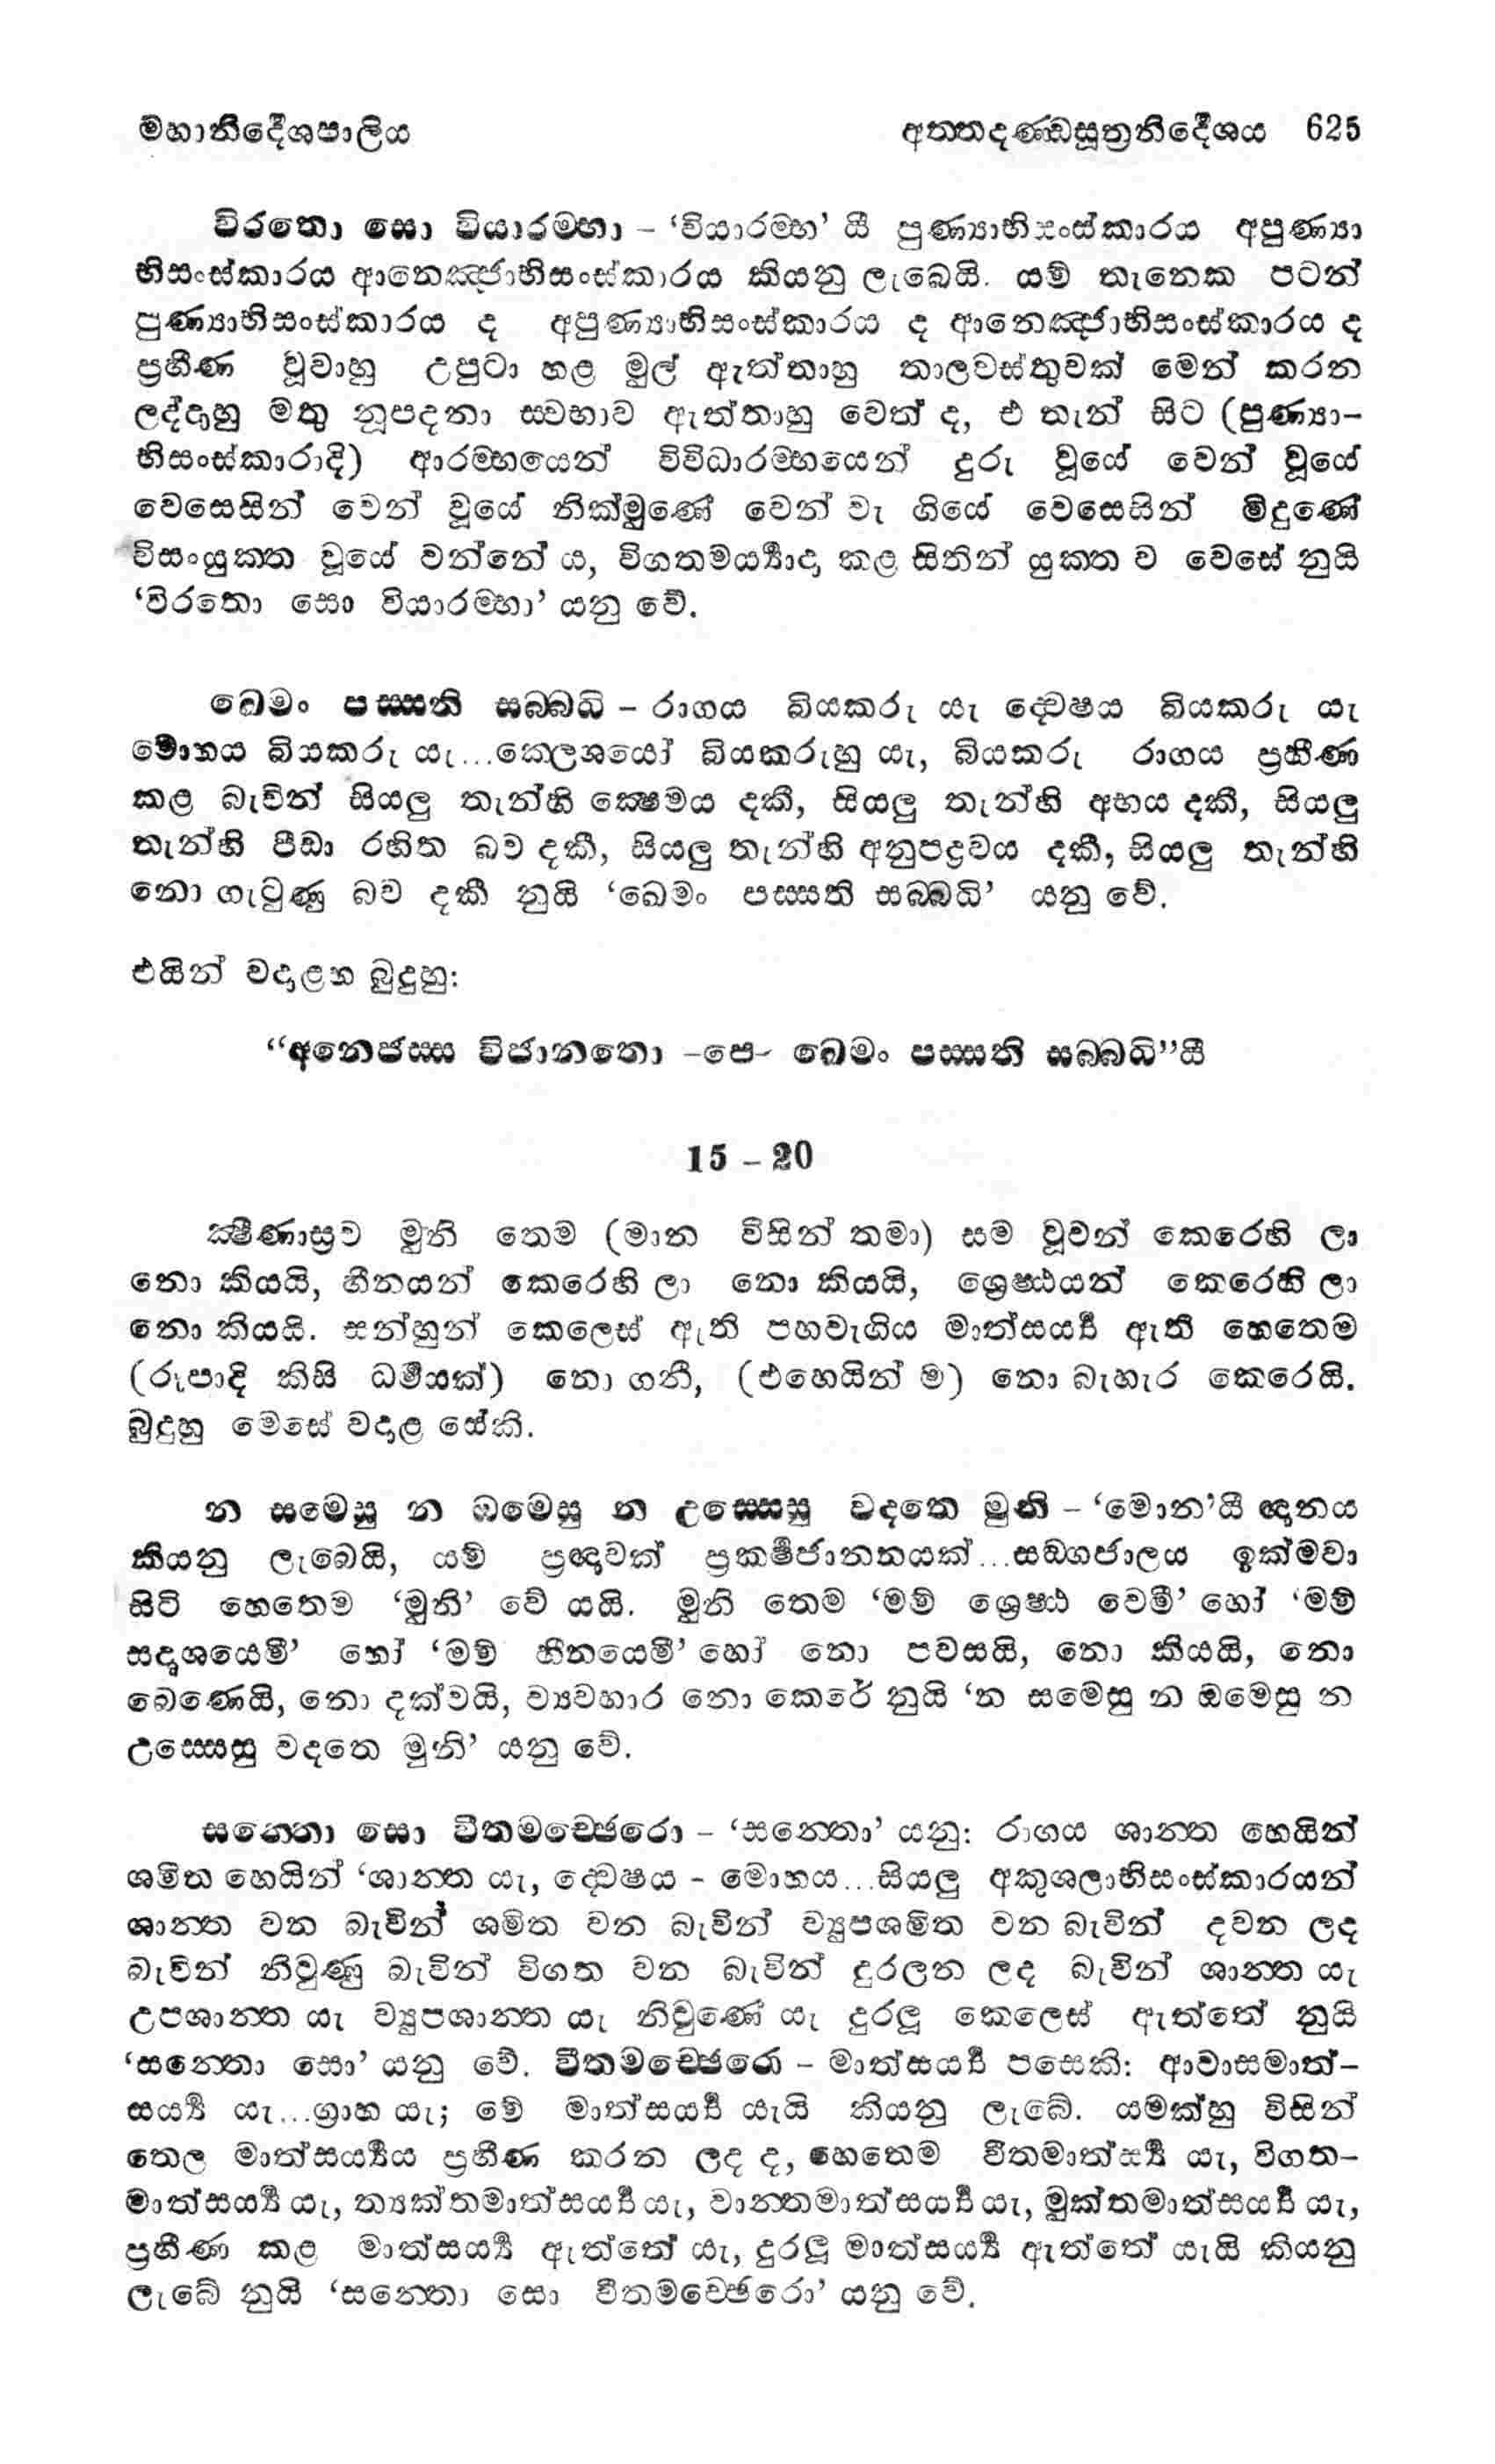 මහානිර්‍දේශපාලිය
අත්‍තදණ්‍ඩසූත්‍රනිර්‍දේශය 625
විරතො සො වියාරම්‍භා – ‘වියාරම්‍භ’ යී පුණ්‍යාභිසංස්කාරය අපුණ්‍යා
භිසංස්කාරය ආනෙඤ්ජාභිසංස්කාරය කියනු ලැබෙයි. යම් තැනෙක පටන්
පුණ්‍යාභිසංස්කාරය ද අපුණ්‍යාභිසංස්කාරය ද ආනෙඤ්ජාභිසංස්කාරය ද
ප්‍රහීණ වූවාහු උපුටා හළ මුල් ඇත්තාහු තාලවස්තුවක් මෙන් කරන
ලද්දාහු මතු නූපදනා ස්‍වභාව ඇත්තාහු වෙත් ද, එ තැන් සිට (පුණ්‍යා-
භිසංස්කාරාදි) ආරම්‍භයෙන් විවිධාරම්‍භයෙන් දුරු වූයේ වෙන් වූයේ
වෙසෙසින් වෙන් වූයේ නික්මුණේ වෙන් වැ ගියේ වෙසෙසින් මිදුණේ
විසංයුක්‍ත වූයේ වන්නේ ය, විගතමර්‍ය්‍යාද කළ සිතින් යුක්‍ත ව වෙසේ නුයි
‘විරතො සො වියාරම්‍භා’ යනු වේ.
ඛෙමං පස්‍සති සබ්‍බධි – රාගය බියකරු යැ ද්‍වේෂය බියකරු යැ
මොහය බියකරු යැ...ක්‍ලෙශයෝ බියකරුහු යැ, බියකරු රාගය ප්‍රහීණ
කළ බැවින් සියලු තැන්හි ක්‍ෂෙමය දකී, සියලු තැන්හි අභය දකී, සියලු
තැන්හි පීඩා රහිත බව දකී, සියලු තැන්හි අනුපද්‍රවය දකී, සියලු තැන්හි
නො ගැටුණු බව දකී නුයි ‘ඛෙමං පස්‍සති සබ්‍බධි’ යනු වේ.
එයින් වදාළහ බුදුහු:
“අනෙජස්‍ස විජානතො –පෙ- ඛෙමං පස්‍සති සබ්‍බධි”යී
15 – 20
ක්‍ෂීණාස්‍රව මුනි තෙම (මාන විසින් තමා) සම වූවන් කෙරෙහි ලා
නො කියයි, හීනයන් කෙරෙහි ලා නො කියයි, ශ්‍රෙෂ්‍ඨයන් කෙරෙහි ලා
නො කියයි. සන්හුන් කෙලෙස් ඇති පහවැගිය මාත්සර්‍ය්‍ය ඇති හෙතෙම
(රූපාදි කිසි ධර්‍මයක්) නො ගනී, (එහෙයින් ම) නො බැහැර කෙරෙයි.
බුදුහු මෙසේ වදාළ සේකි.
න සමෙසු න ඔමෙසු න උස්‍සෙසු වදතෙ මුනි – ‘මොන’යී ඥානය
කියනු ලැබෙයි, යම් ප්‍රඥාවක් ප්‍රකර්‍ෂජානනයක්...සඞ්‍ගජාලය ඉක්මවා
සිටි හෙතෙම ‘මුනි’ වේ යයි. මුනි තෙම ‘මම් ශ්‍රෙෂ්‍ඨ වෙමි’ හෝ ‘මම්
සදෘශයෙමි’ හෝ ‘මම් හීනයෙමි’ හෝ නො පවසයි, නො කියයි, නො
බෙණෙයි, නො දක්වයි, ව්‍යවහාර නො කෙරේ නුයි ‘න සමෙසු න ඔමෙසු න
උස්‍සෙසු වදතෙ මුනි’ යනු වේ.
සන්‍තො සො වීතමච්ඡෙරො – ‘සන්‍තො’ යනු: රාගය ශාන්‍ත හෙයින්
ශමිත හෙයින් ‘ශාන්‍ත යැ, ද්‍වේෂය - මොහය...සියලු අකුශලාභිසංස්කාරයන්
ශාන්‍ත වන බැවින් ශමිත වන බැවින් ව්‍යුපශමිත වන බැවින් දවන ලද
බැවින් නිවුණු බැවින් විගත වන බැවින් දුරලන ලද බැවින් ශාන්‍ත යැ
උපශාන්‍ත යැ ව්‍යුපශාන්‍ත යැ නිවුණේ යැ දුරලූ කෙලෙස් ඇත්තේ නුයි
‘සන්‍තො සො’ යනු වේ. වීතමච්ඡෙරො – මාත්සර්‍ය්‍ය පසෙකි: ආවාසමාත්-
සර්‍ය්‍ය යැ...ග්‍රාහ යැ; මේ මාත්සර්‍ය්‍ය යැයි කියනු ලැබේ. යමක්හු විසින්
තෙල මාත්සර්‍ය්‍යය ප්‍රහීණ කරන ලද ද, හෙතෙම වීතමාත්සර්‍ය්‍ය යැ, විගත-
මාත්සර්‍ය්‍ය යැ, ත්‍යක්තමාත්සර්‍ය්‍ය යැ, වාන්‍තමාත්සර්‍ය්‍ය යැ, මුක්තමාත්සර්‍ය්‍ය යැ,
ප්‍රහීණ කළ මාත්සර්‍ය්‍ය ඇත්තේ යැ, දුරලූ මාත්සර්‍ය්‍ය ඇත්තේ යැයි කියනු
ලැබේ නුයි ‘සන්‍තො සො වීතමච්ඡෙරො’ යනු වේ.